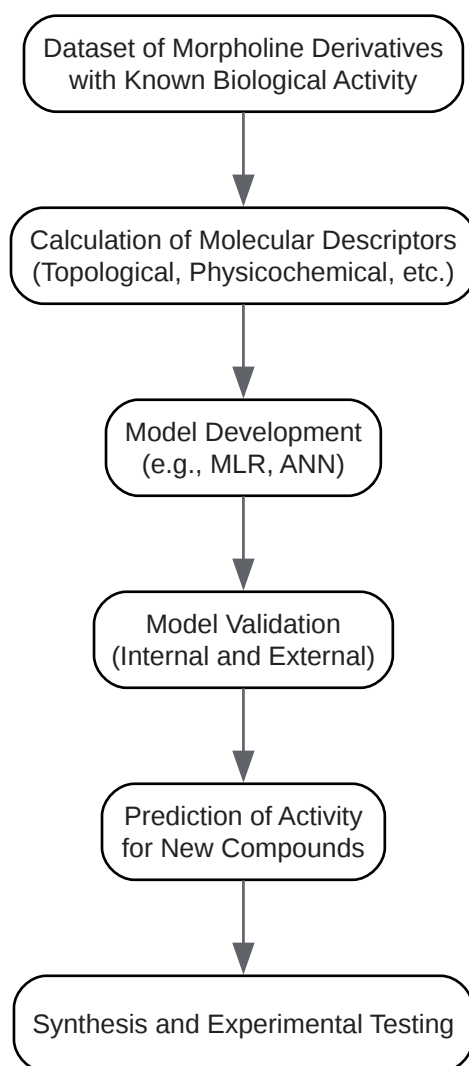 Dataset of Morpholine Derivatives
with Known Biological Activity
Calculation of Molecular Descriptors
(Topological, Physicochemical, etc.)
Model Development
(e.g., MLR, ANN)
Model Validation
(Internal and External)
Prediction of Activity
for New Compounds
Synthesis and Experimental Testing